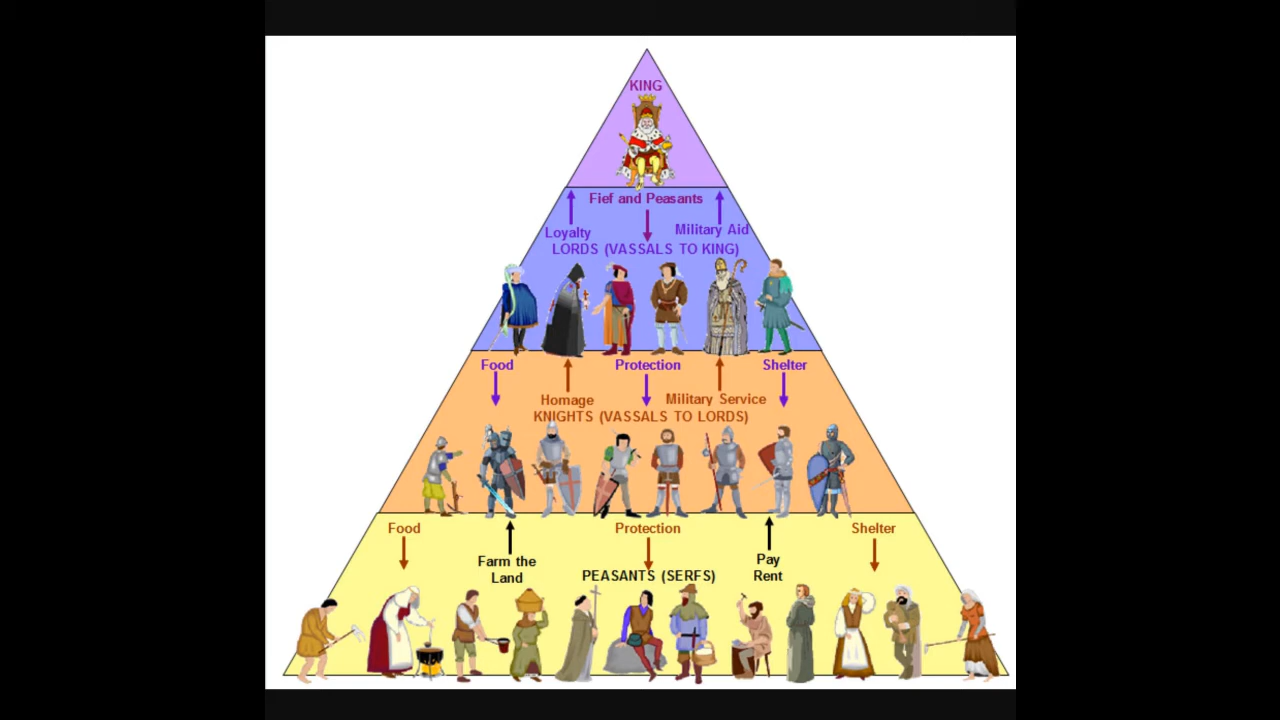 KING
Fief and Peasants
Loyalty
Military Aid
LORDS (VASSALS TO KING)
Food
Protection
Shelter
Homage
Military Service
KNIGHTS (VASSALS TO LORDS)
Food
Protection
Shelter
Farm the
Land
Pay
Rent
PEASANTS (SERFS)